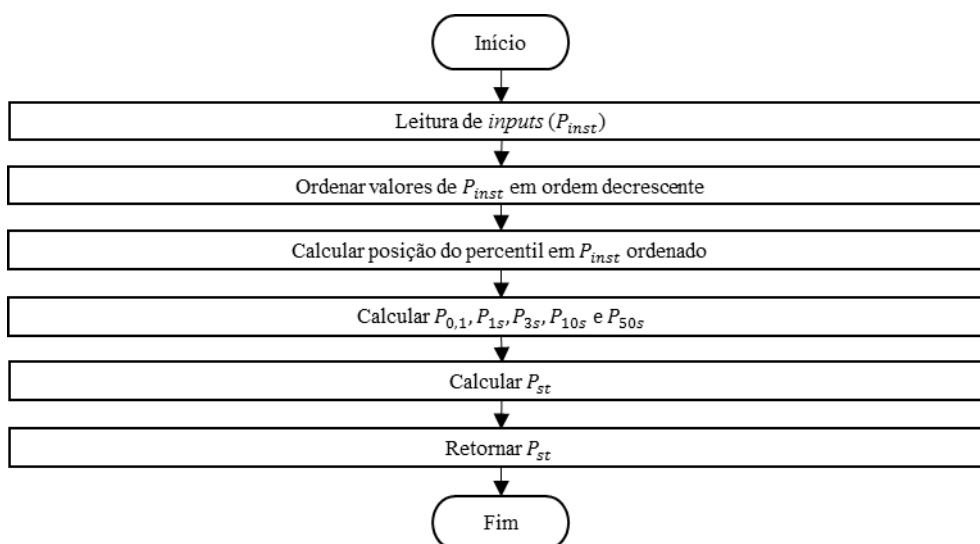 Início
Leitura de inputs (P_inst)
Ordenar valores de P_inst em ordem decrescente
Calcular posição do percentil em P_inst ordenado
Calcular P_0,1, P_1s, P_3s, P_10s e P_50s
Calcular P_st
Retornar P_st
Fim